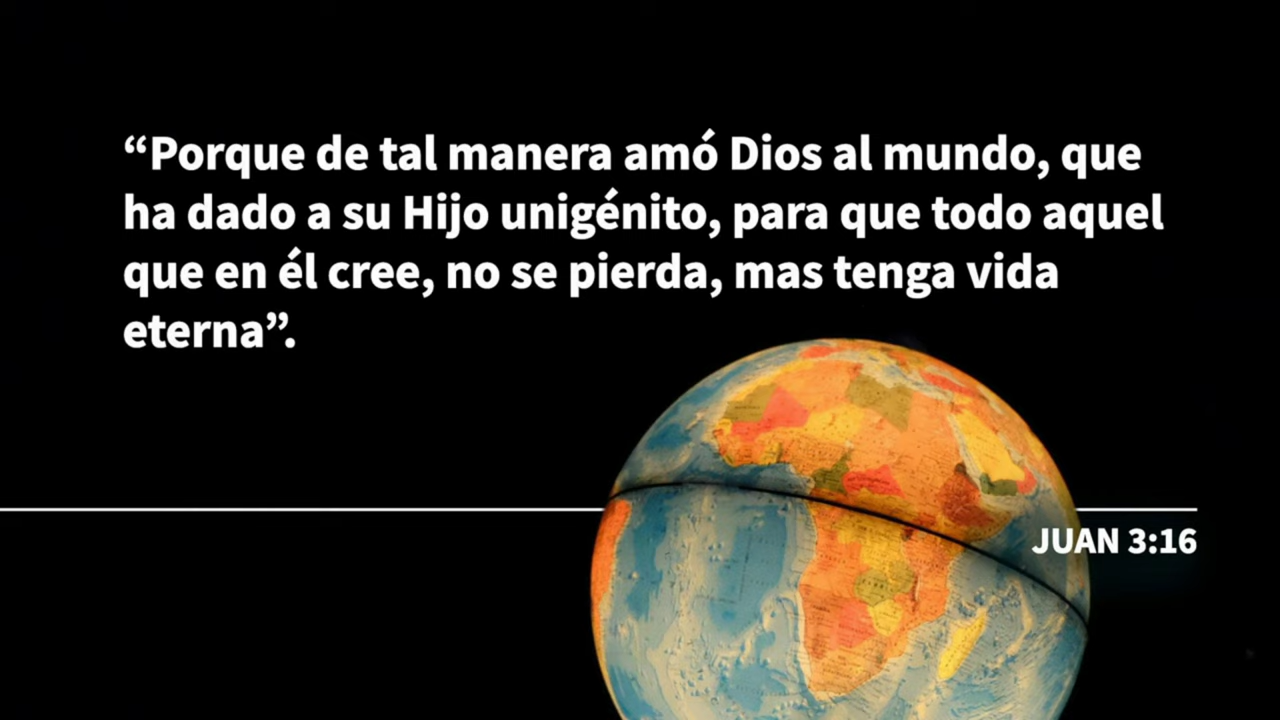 “Porque de tal manera amó Dios al mundo, que
ha dado a su Hijo unigénito, para que todo aquel
que en él cree, no se pierda, mas tenga vida
eterna”.
JUAN 3:16